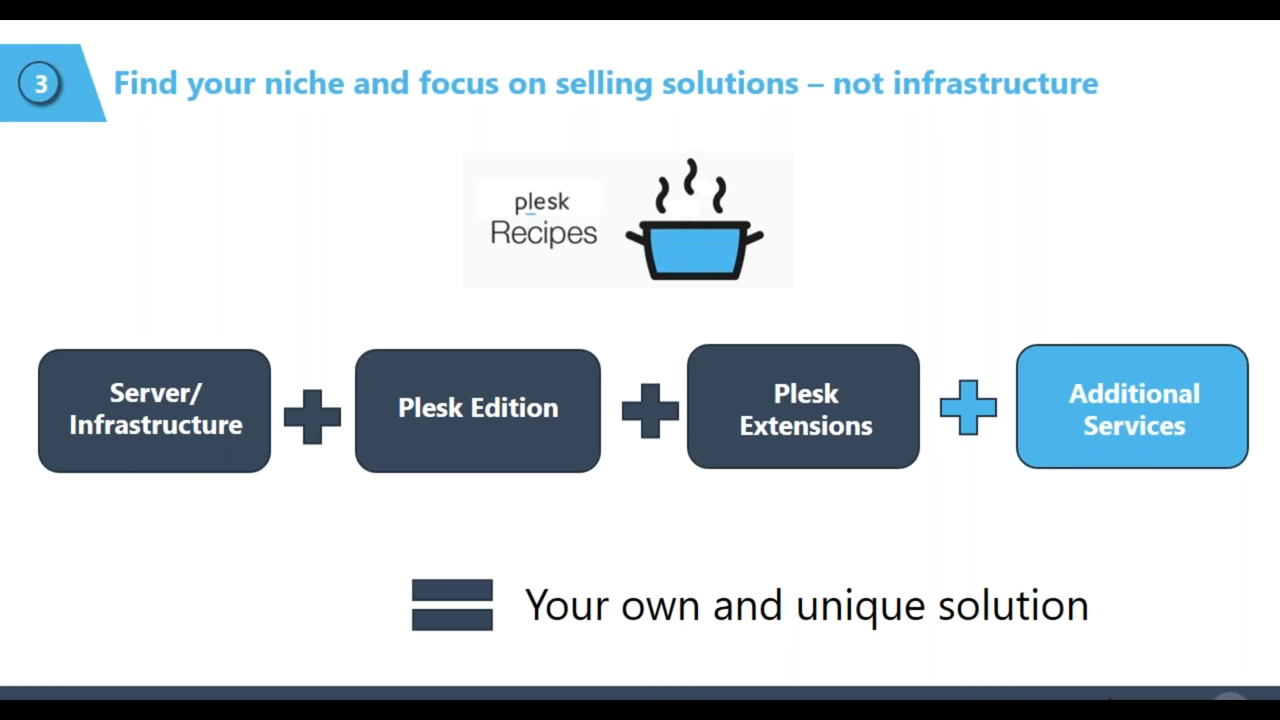 3
Find your niche and focus on selling solutions – not infrastructure
plesk
Recipes
Server/
Infrastructure
Plesk Edition
Plesk
Extensions
Additional
Services
Your own and unique solution